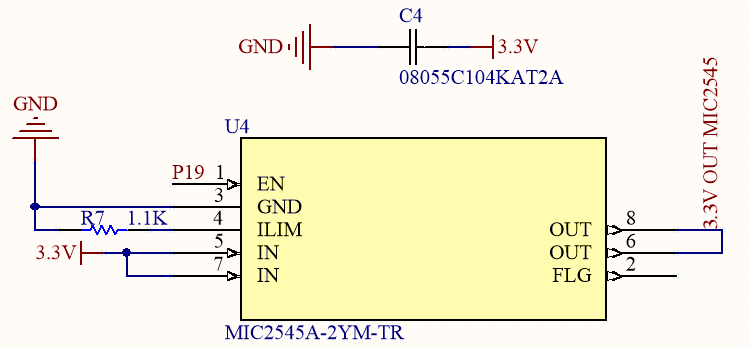 C4
GND
3.3V
08055C104KAT2A
GND
U4
3.3V OUT MIC2545
P19 1 EN
3 GND
R7 1.1K 4 ILIM OUT 8
3.3V 5 IN OUT 6
7 IN FLG 2
MIC2545A-2YM-TR